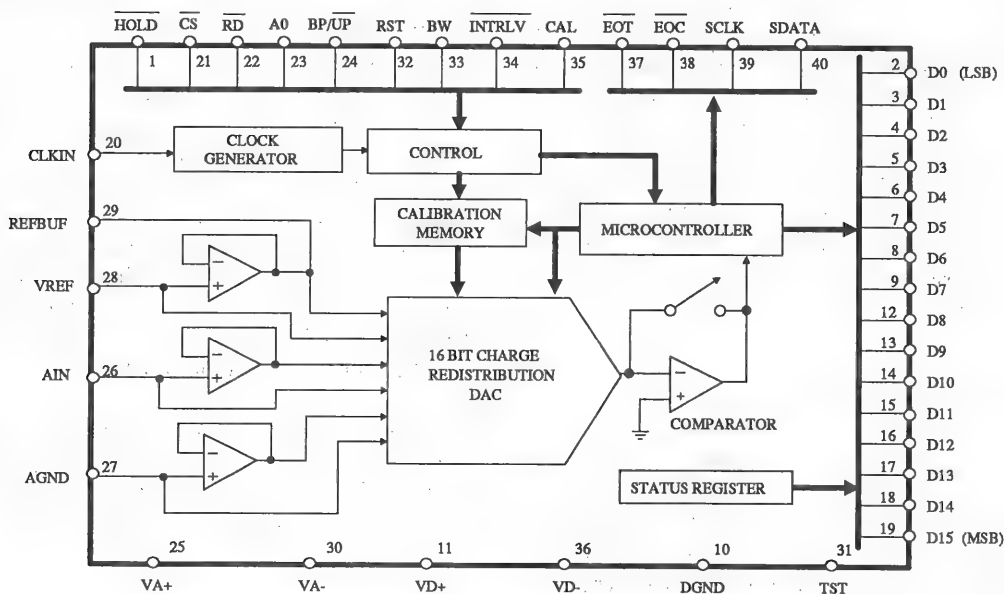 HOLD CS RD A0 BP/UP RST BW INTRLV CAL EOT EOC SCLK SDATA
1 21 22 23 24 32 33 34 35 37 38 39 40
2 D0 (LSB)
3 D1
4 D2
5 D3
6 D4
7 D5
8 D6
9 D7
12 D8
13 D9
14 D10
15 D11
16 D12
17 D13
18 D14
19 D15 (MSB)
CLKIN 20
CLOCK
GENERATOR
CONTROL
REFBUF 29
CALIBRATION
MEMORY
MICROCONTROLLER
VREF 28
− +
AIN 26
− +
AGND 27
− +
16 BIT CHARGE
REDISTRIBUTION
DAC
− +
COMPARATOR
STATUS REGISTER
25 30 11 36 10 31
VA+ VA- VD+ VD- DGND TST